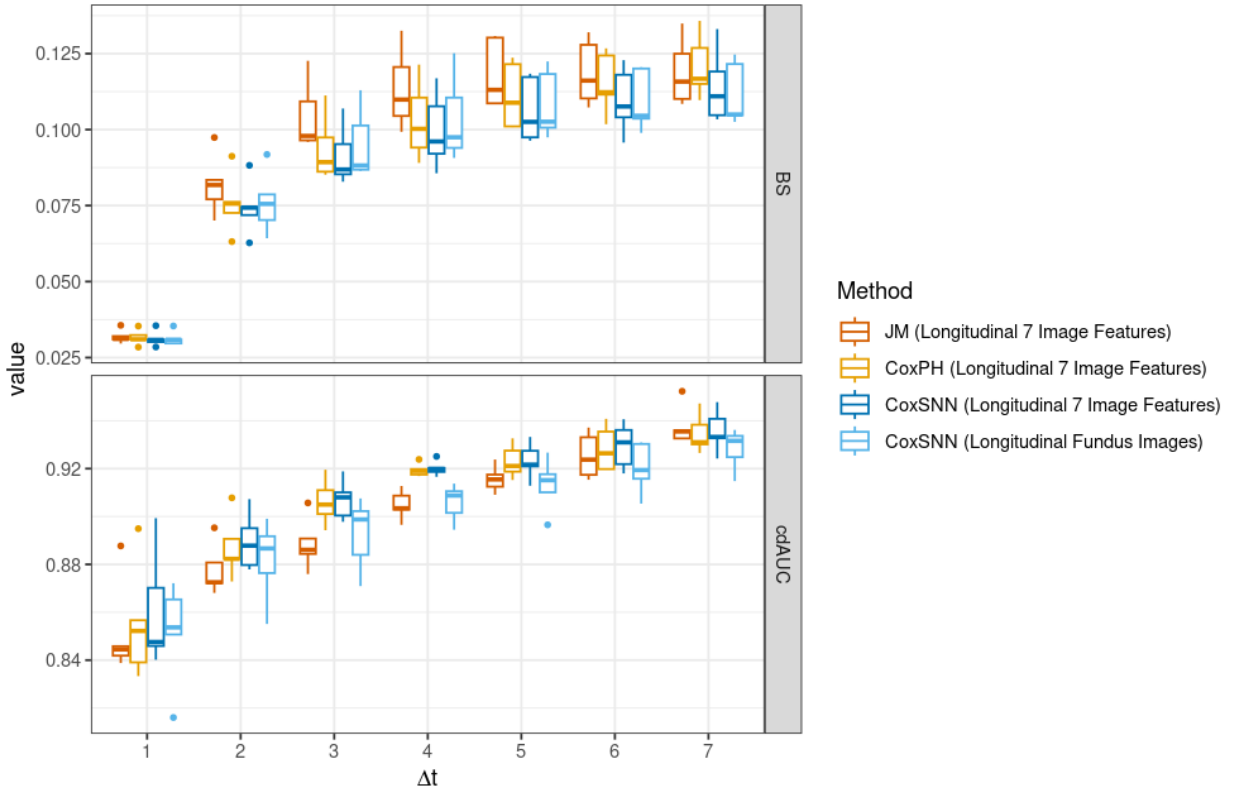 0.125
0.100
0.075
0.050
0.025
BS
value
0.92
0.88
0.84
cdAUC
1 2 3 4 5 6 7
Δt
Method
JM (Longitudinal 7 Image Features)
CoxPH (Longitudinal 7 Image Features)
CoxSNN (Longitudinal 7 Image Features)
CoxSNN (Longitudinal Fundus Images)